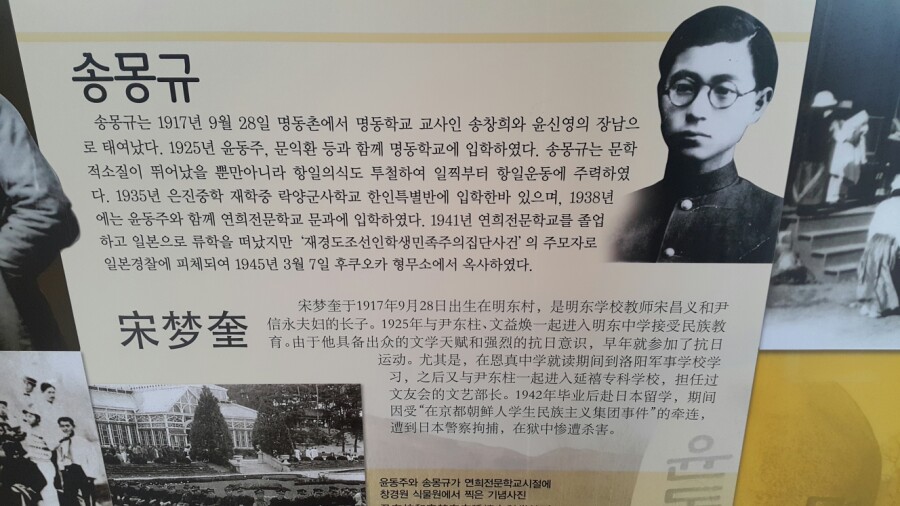 송몽규
송몽규는 1917년 9월 28일 명동촌에서 명동학교 교사인 송창희와 윤신영의 장남으
로 태여났다. 1925년 윤동주, 문익환 등과 함께 명동학교에 입학하였다. 송몽규는 문학
적소질이 뛰어났을 뿐만아니라 항일의식도 투철하여 일찍부터 항일운동에 주력하였
다. 1935년 은진중학 재학중 락양군사학교 한인특별반에 입학한바 있으며, 1938년
에는 윤동주와 함께 연희전문학교 문과에 입학하였다. 1941년 연희전문학교를 졸업
하고 일본으로 류학을 떠났지만 ‘재경도조선인학생민족주의집단사건’ 의 주모자로
일본경찰에 피체되여 1945년 3월 7일 후쿠오카 형무소에서 옥사하였다.
宋梦奎
宋梦奎于1917年9月28日出生在明东村，是明东学校教师宋昌义和尹
信永夫妇的长子。1925年与尹东柱、文益焕一起进入明东中学接受民族教
育。由于他具备出众的文学天赋和强烈的抗日意识，早年就参加了抗日
运动。尤其是，在恩真中学就读期间到洛阳军事学校学
习，之后又与尹东柱一起进入延禧专科学校，担任过
文友会的文艺部长。1942年毕业后赴日本留学，期间
因受“在京都朝鲜人学生民族主义集团事件”的牵连，
遭到日本警察拘捕，在狱中惨遭杀害。
윤동주와 송몽규가 연희전문학교시절에
창경원 식물원에서 찍은 기념사진